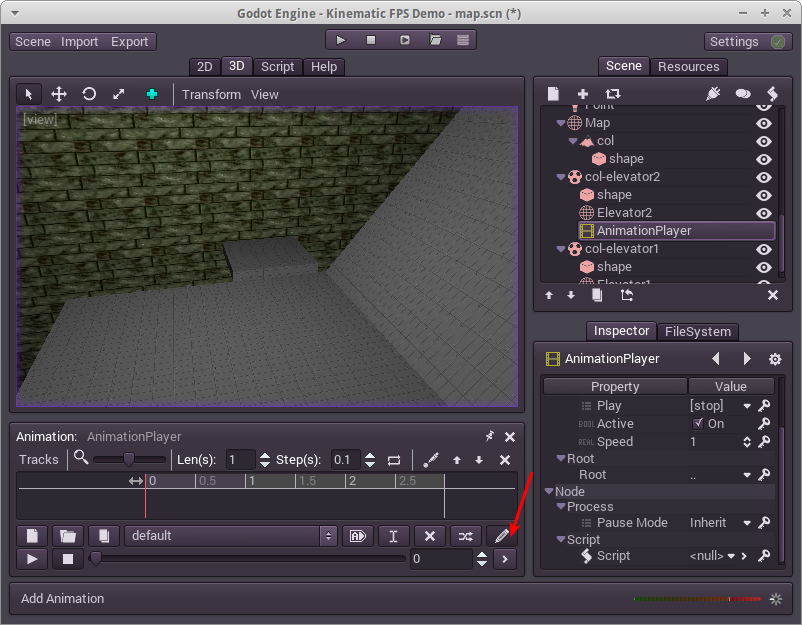 Godot Engine - Kinematic FPS Demo - map.scn (*)
Scene Import Export
Settings
2D 3D Script Help
Scene Resources
Transform View
[view]
Point
Map
col
shape
col-elevator2
shape
Elevator2
AnimationPlayer
col-elevator1
shape
Elevator1
Inspector FileSystem
AnimationPlayer
Property Value
Play [stop]
BOOL Active On
REAL Speed 1
Root
Root ..
Node
Process
Pause Mode Inherit
Script
Script <null>
Animation: AnimationPlayer
Tracks Len(s): 1 Step(s): 0.1
0 0.5 1 1.5 2 2.5
default
0
Add Animation